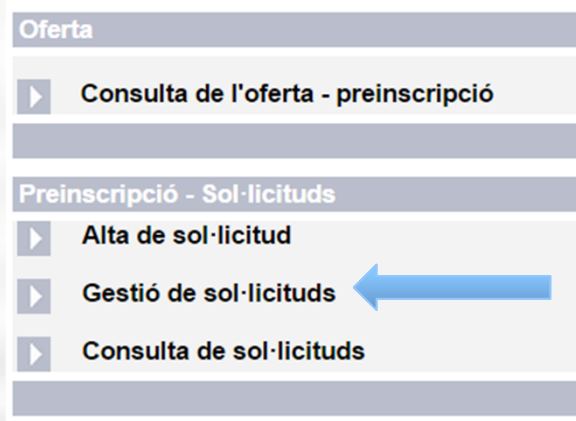 Oferta
Consulta de l'oferta - preinscripció
Preinscripció - Sol·licituds
Alta de sol·licitud
Gestió de sol·licituds
Consulta de sol·licituds